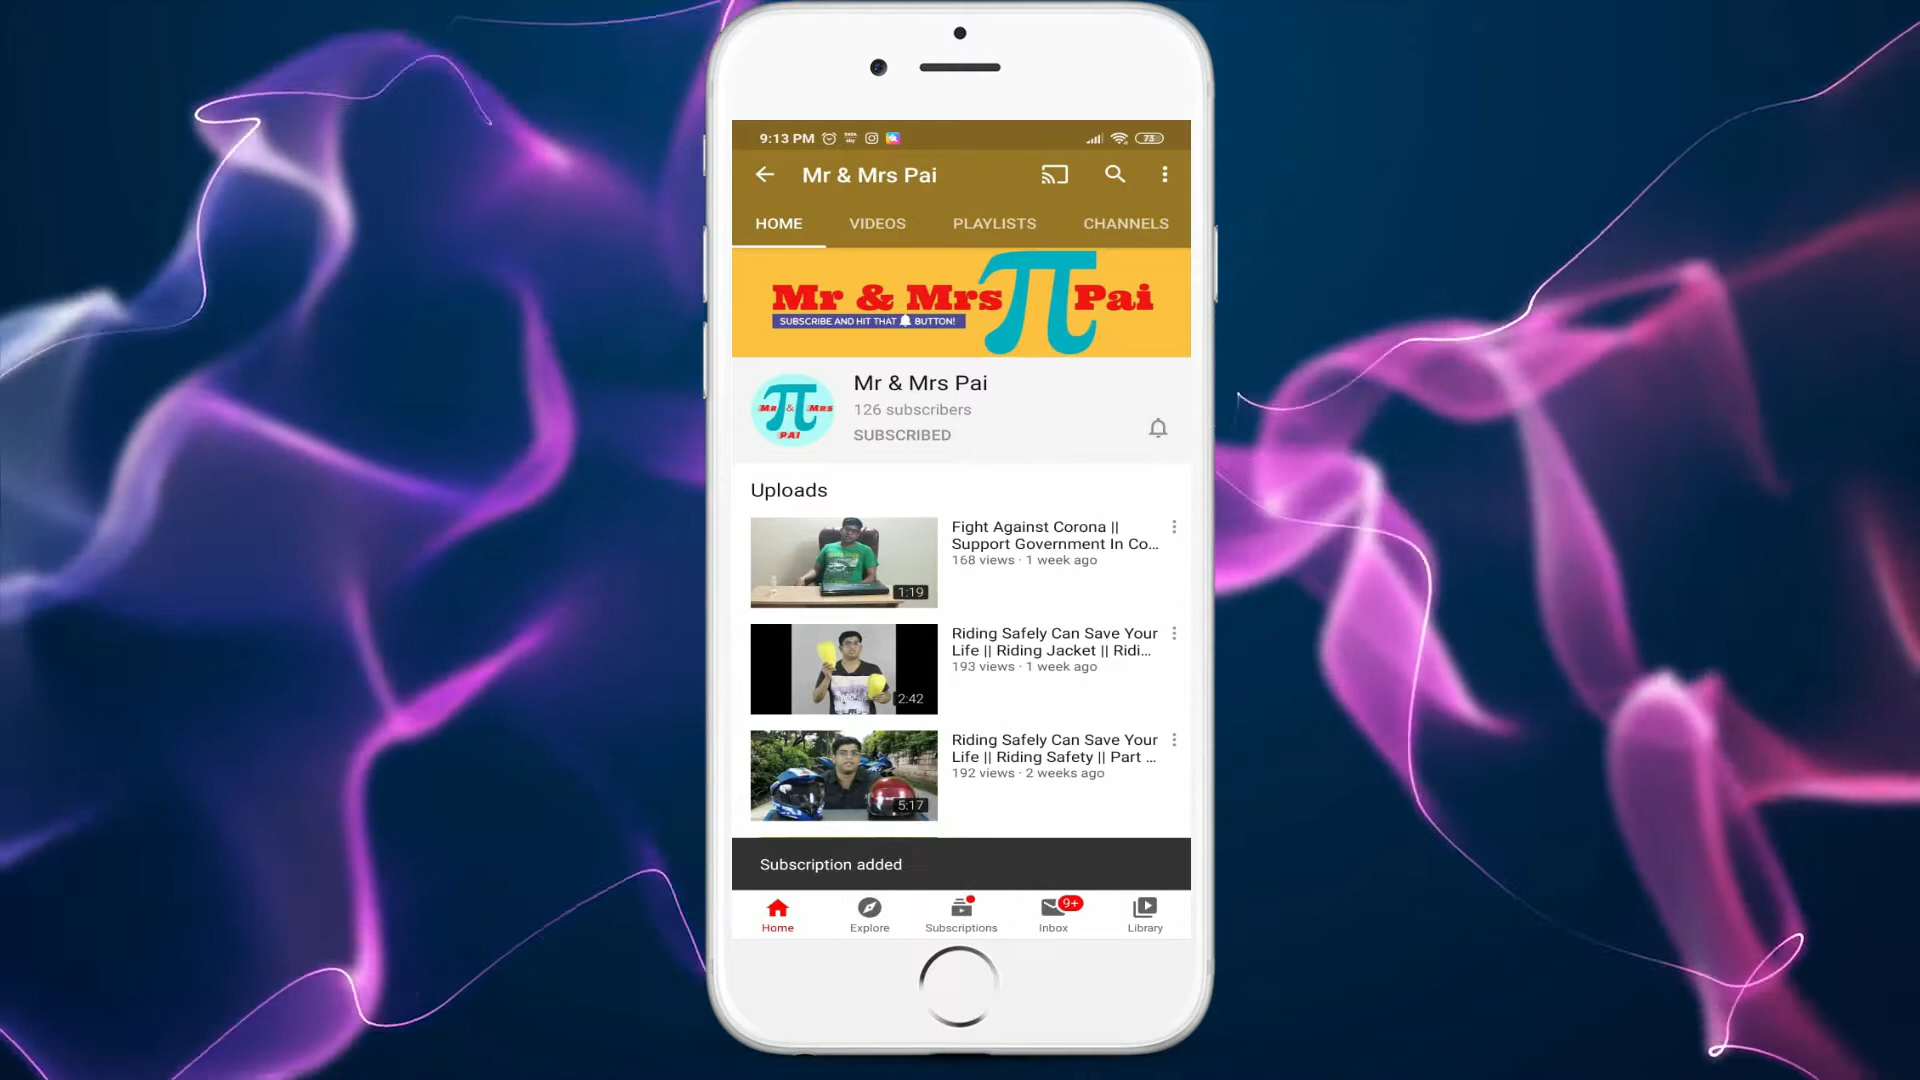 9:13 PM
73
Mr & Mrs Pai
HOME VIDEOS PLAYLISTS CHANNELS
Mr & Mrs π Pai
SUBSCRIBE AND HIT THAT BUTTON!
Mr & Mrs
PAI
Mr & Mrs Pai
126 subscribers
SUBSCRIBED
Uploads
Fight Against Corona ||
Support Government In Co...
168 views · 1 week ago
1:19
Riding Safely Can Save Your
Life || Riding Jacket || Ridi...
193 views · 1 week ago
2:42
Riding Safely Can Save Your
Life || Riding Safety || Part ...
192 views · 2 weeks ago
5:17
Subscription added
9+
Home Explore Subscriptions Inbox Library